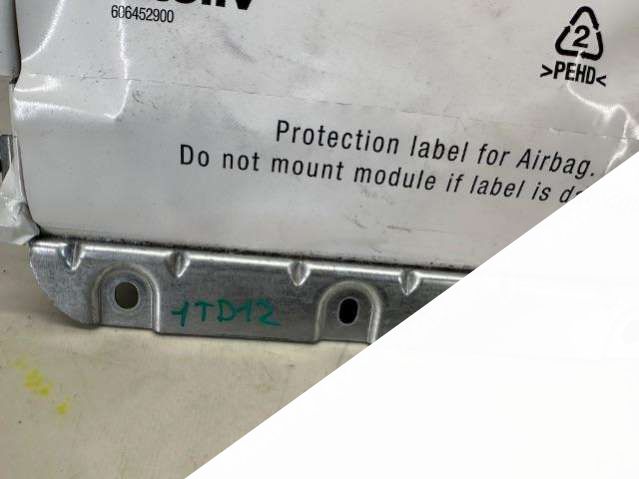 606452900
2
>PEHD<
Protection label for Airbag.
Do not mount module if label is
1TD12